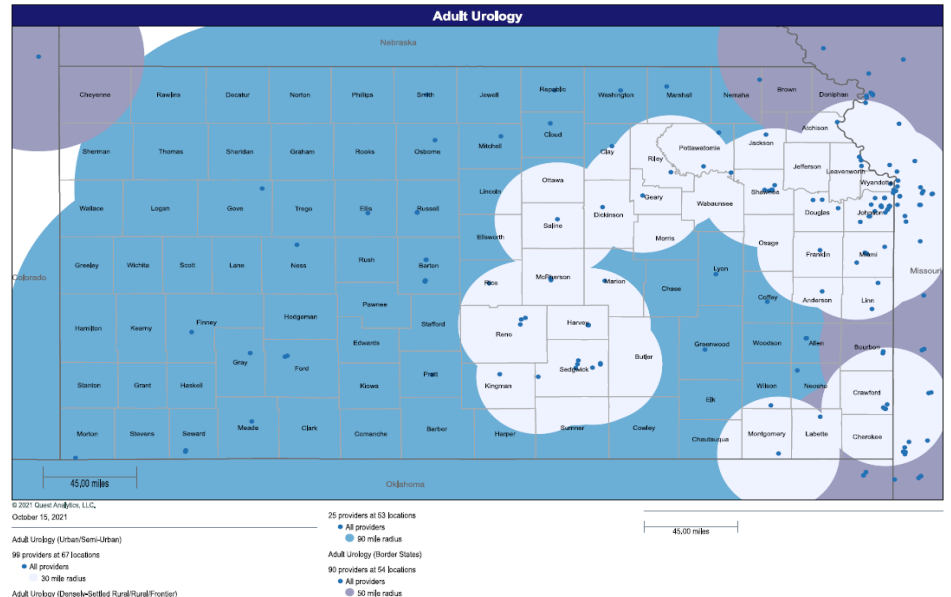 Adult Urology
Nebraska
Cheyenne Rawlins Decatur Norton Phillips Smith Jewell Republic Washington Marshall Nemaha Brown Doniphan
Atchison
Sherman Thomas Sheridan Graham Rooks Osborne Mitchell Cloud Clay Riley Pottawatomie Jackson Jefferson Leavenworth
Ottawa Wyandotte
Lincoln Geary Wabaunsee Shawnee
Wallace Logan Gove Trego Ellis Russell Saline Dickinson Douglas Johnson
Ellsworth Morris Osage
Greeley Wichita Scott Lane Ness Rush Barton McPherson Marion Lyon Franklin Miami
Colorado Missouri
Rice Chase Coffey Anderson Linn
Pawnee
Hamilton Kearny Finney Hodgeman Stafford Reno Harvey
Edwards Greenwood Woodson Allen Bourbon
Gray Ford Butler
Stanton Grant Haskell Kiowa Pratt Kingman Sedgwick Wilson Neosho Crawford
Elk
Morton Stevens Seward Meade Clark Comanche Barber Harper Sumner Cowley Chautauqua Montgomery Labette Cherokee
45.00 miles
Oklahoma
© 2021 Quest Analytics, LLC.
October 15, 2021
Adult Urology (Urban/Semi-Urban)
99 providers at 67 locations
All providers
30 mile radius
Adult Urology (Densely-Settled Rural/Rural/Frontier)
25 providers at 53 locations
All providers
90 mile radius
Adult Urology (Border States)
90 providers at 54 locations
All providers
50 mile radius
45.00 miles